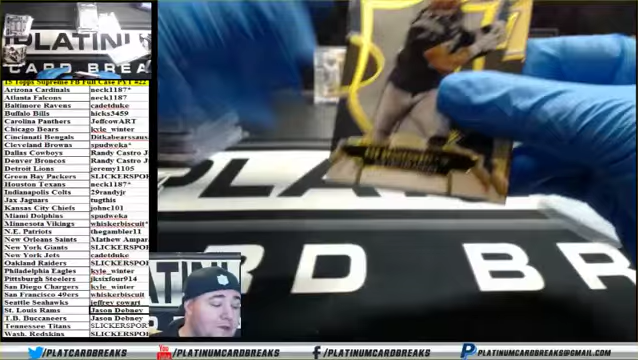 PLATINU
CARD BREA
15 Topps Supreme FB Full Case PYT #22
Arizona Cardinals neck1187*
Atlanta Falcons neck1187
Baltimore Ravens cadetduke
Buffalo Bills hicks3459
Carolina Panthers JeffcowART
Chicago Bears kyle_winter
Cincinnati Bengals Ditkabearssaus
Cleveland Browns spudweka*
Dallas Cowboys Randy Castro J
Denver Broncos Randy Castro J
Detroit Lions jeremy1105
Green Bay Packers SLICKERSPOR
Houston Texans neck1187*
Indianapolis Colts 29randyjr
Jax Jaguars tugthis
Kansas City Chiefs johnc101
Miami Dolphins spudweka
Minnesota Vikings whiskerbiscuit*
N.E. Patriots thegambler11
New Orleans Saints Mathew Ampar
New York Giants SLICKERSPO
New York Jets cadetduke
Oakland Raiders SLICKERSPO
Philadelphia Eagles kyle_winter
Pittsburgh Steelers jksixfour914
San Diego Chargers kyle_winter
San Francisco 49ers whiskerbiscuit
Seattle Seahawks jeffrey cowart
St. Louis Rams Jason Debney
T.B. Buccaneers Jason Debney
Tennessee Titans SLICKERSPOR
Wash. Redskins SLICKERSPO
RD BR
@PLATCARDBREAKS
/PLATINUMCARDBREAKS
/PLATINUMCARDBREAKS
PLATINUMCARDBREAKS@GMAIL.COM